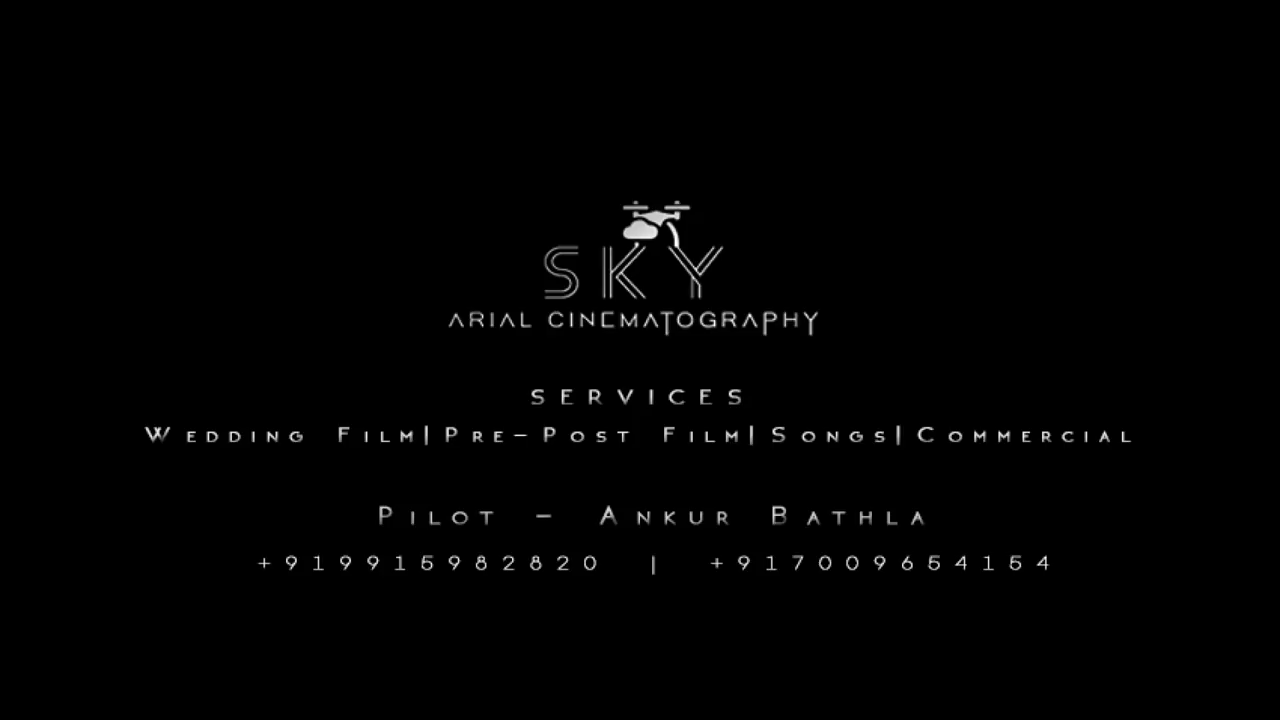 SKY
ARIAL CINEMATOGRAPHY
SERVICES
Wedding Film|Pre-Post Film|Songs|Commercial
Pilot - Ankur Bathla
+919915982820 | +917009654154